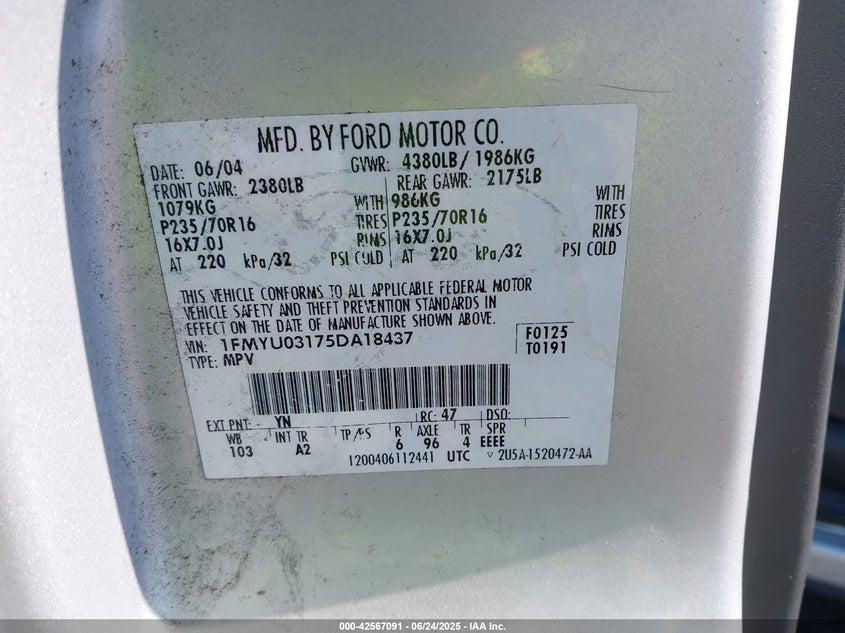 MFD. BY FORD MOTOR CO.
DATE: 06/04 GVWR: 4380LB/ 1986KG
FRONT GAWR: 2380LB REAR GAWR: 2175LB
1079KG WITH 986KG WITH
P235/70R16 TIRES P235/70R16 TIRES
16X7.0J RIMS 16X7.0J RIMS
AT 220 kPa/32 PSI COLD AT 220 kPa/32 PSI COLD
THIS VEHICLE CONFORMS TO ALL APPLICABLE FEDERAL MOTOR
VEHICLE SAFETY AND THEFT PREVENTION STANDARDS IN
EFFECT ON THE DATE OF MANUFACTURE SHOWN ABOVE.
VIN: 1FMYU03175DA18437 F0125
TYPE: MPV T0191
EXT PNT: YN RC: 47 DSO:
WB INT TR TP/PS R AXLE TR SPR
103 A2 6 96 4 EEEE
1200406112441 UTC ▽ 2U5A-1520472-AA
000-42567091 - 06/24/2025 - IAA Inc.